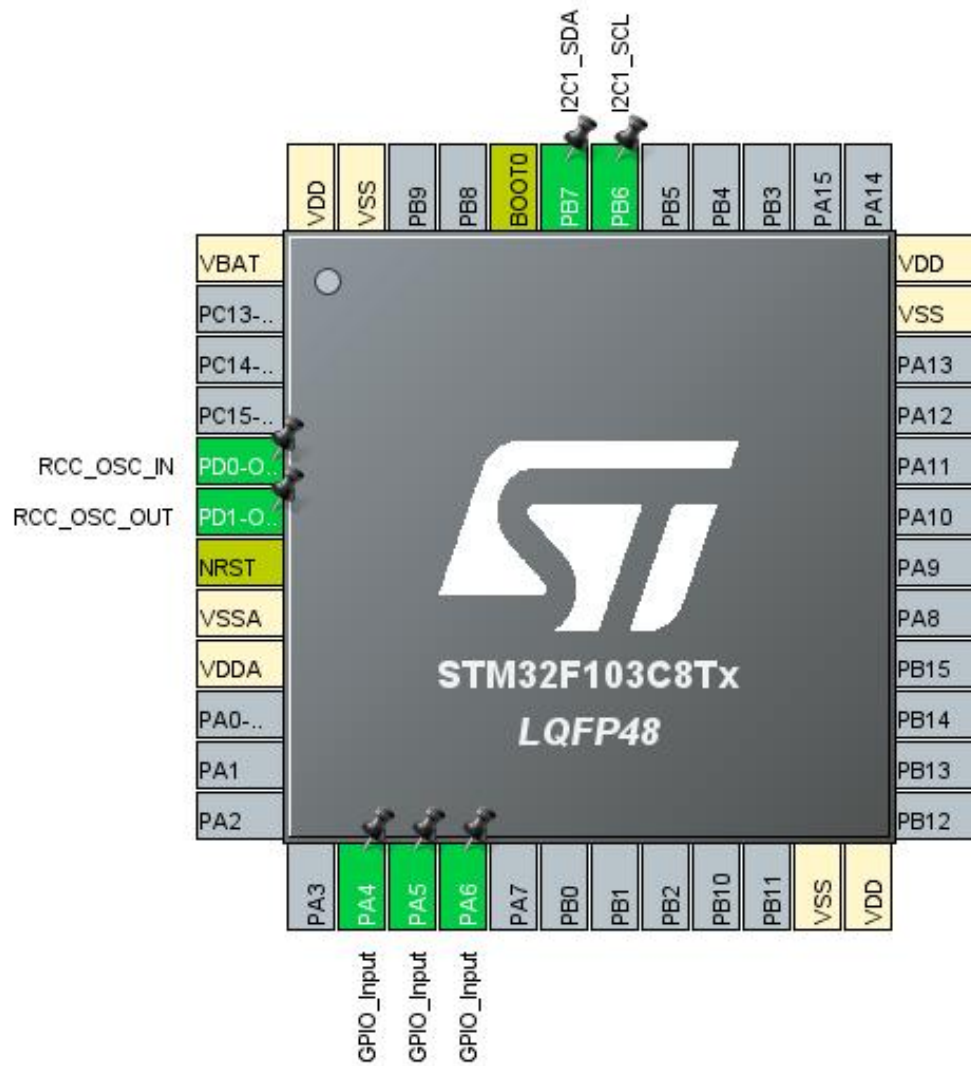 I2C1_SDA
I2C1_SCL
VDD
VSS
PB9
PB8
BOOT0
PB7
PB6
PB5
PB4
PB3
PA15
PA14
VBAT
PC13-..
PC14-..
PC15-..
RCC_OSC_IN
PD0-O..
RCC_OSC_OUT
PD1-O..
NRST
VSSA
VDDA
PA0-..
PA1
PA2
VDD
VSS
PA13
PA12
PA11
PA10
PA9
PA8
PB15
PB14
PB13
PB12
ST
STM32F103C8Tx
LQFP48
PA3
PA4
PA5
PA6
PA7
PB0
PB1
PB2
PB10
PB11
VSS
VDD
GPIO_Input
GPIO_Input
GPIO_Input